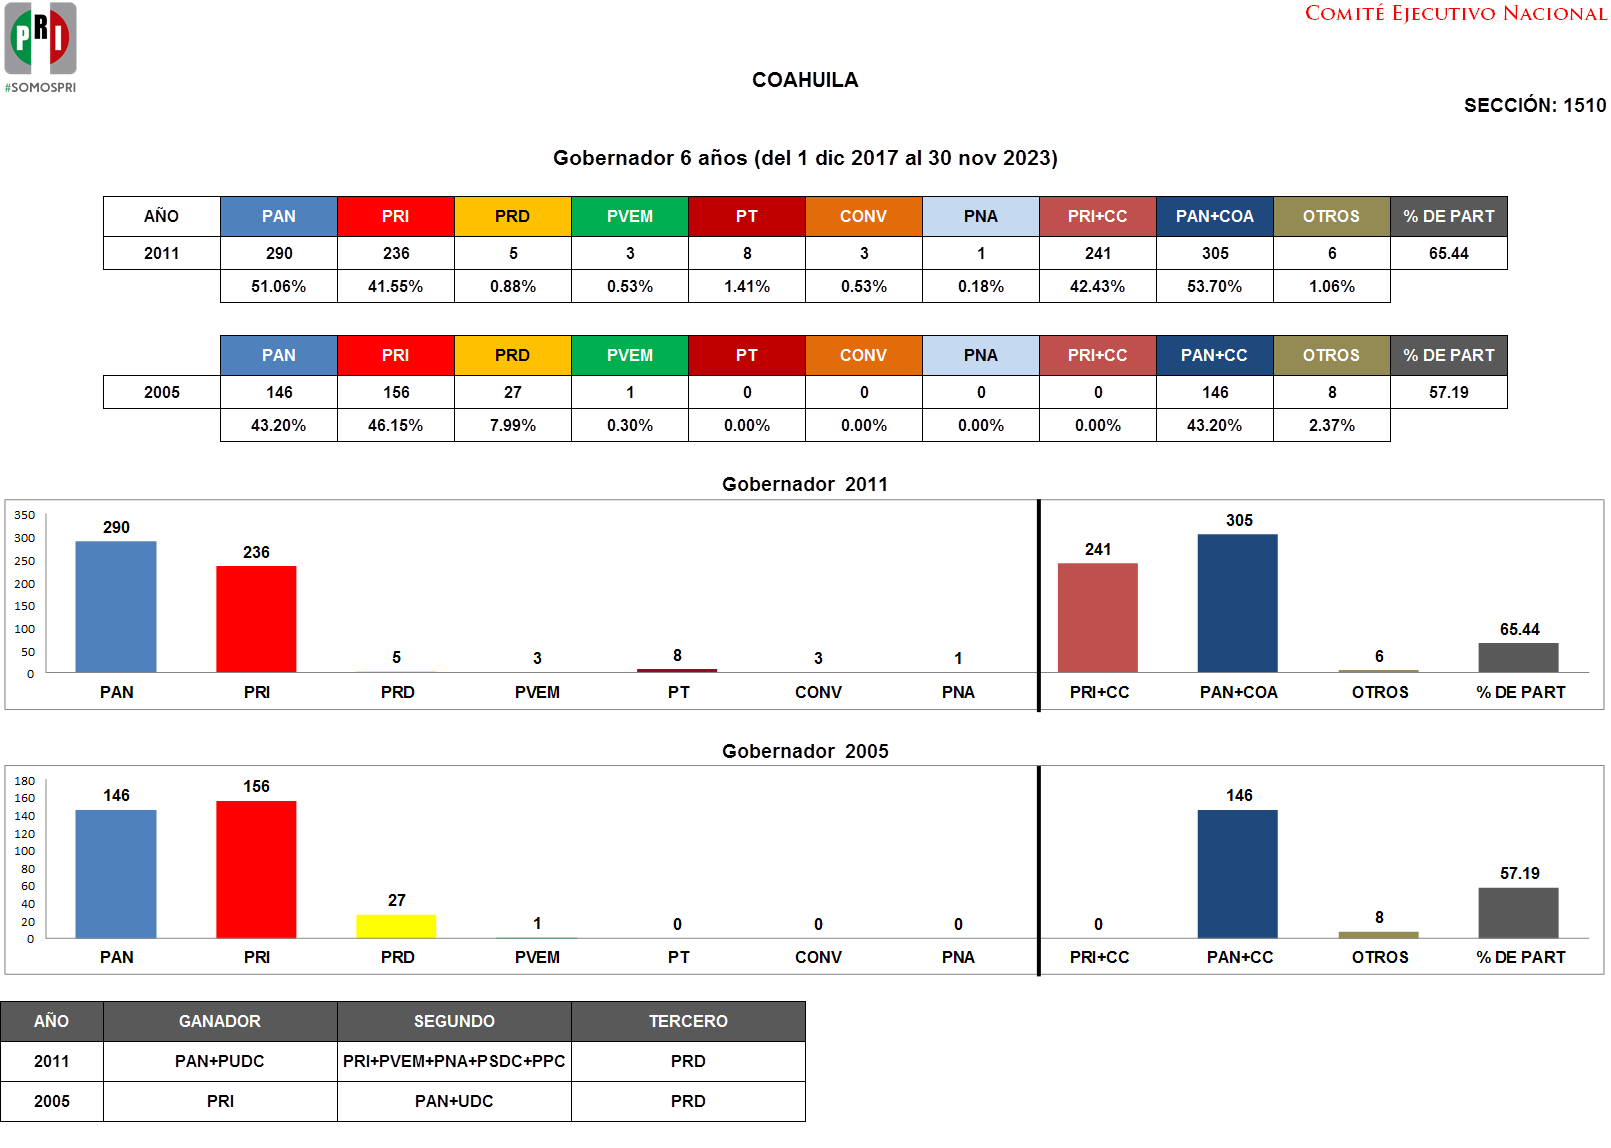 PRI
#SOMOSPRI
COMITÉ EJECUTIVO NACIONAL
COAHUILA
SECCIÓN: 1510
Gobernador 6 años (del 1 dic 2017 al 30 nov 2023)
AÑO PAN PRI PRD PVEM PT CONV PNA PRI+CC PAN+COA OTROS % DE PART
2011 290 236 5 3 8 3 1 241 305 6 65.44
51.06% 41.55% 0.88% 0.53% 1.41% 0.53% 0.18% 42.43% 53.70% 1.06%
PAN PRI PRD PVEM PT CONV PNA PRI+CC PAN+CC OTROS % DE PART
2005 146 156 27 1 0 0 0 0 146 8 57.19
43.20% 46.15% 7.99% 0.30% 0.00% 0.00% 0.00% 0.00% 43.20% 2.37%
Gobernador 2011
350
300
250
200
150
100
50
0
290 236 5 3 8 3 1 241 305 6 65.44
PAN PRI PRD PVEM PT CONV PNA PRI+CC PAN+COA OTROS % DE PART
Gobernador 2005
180
160
140
120
100
80
60
40
20
0
146 156 27 1 0 0 0 0 146 8 57.19
PAN PRI PRD PVEM PT CONV PNA PRI+CC PAN+CC OTROS % DE PART
AÑO GANADOR SEGUNDO TERCERO
2011 PAN+PUDC PRI+PVEM+PNA+PSDC+PPC PRD
2005 PRI PAN+UDC PRD